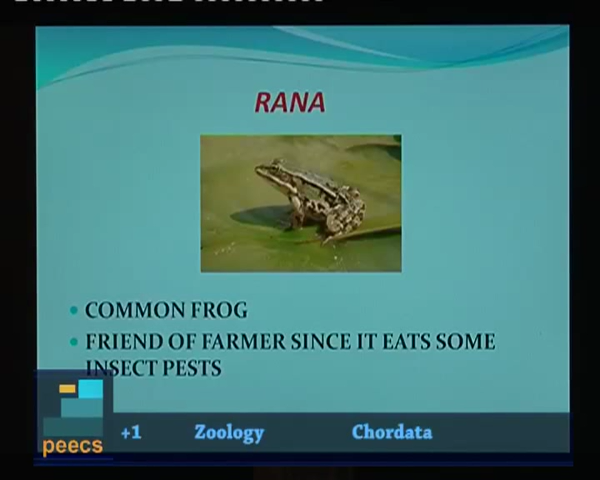 RANA
COMMON FROG
FRIEND OF FARMER SINCE IT EATS SOME
INSECT PESTS
peecs
+1 Zoology Chordata